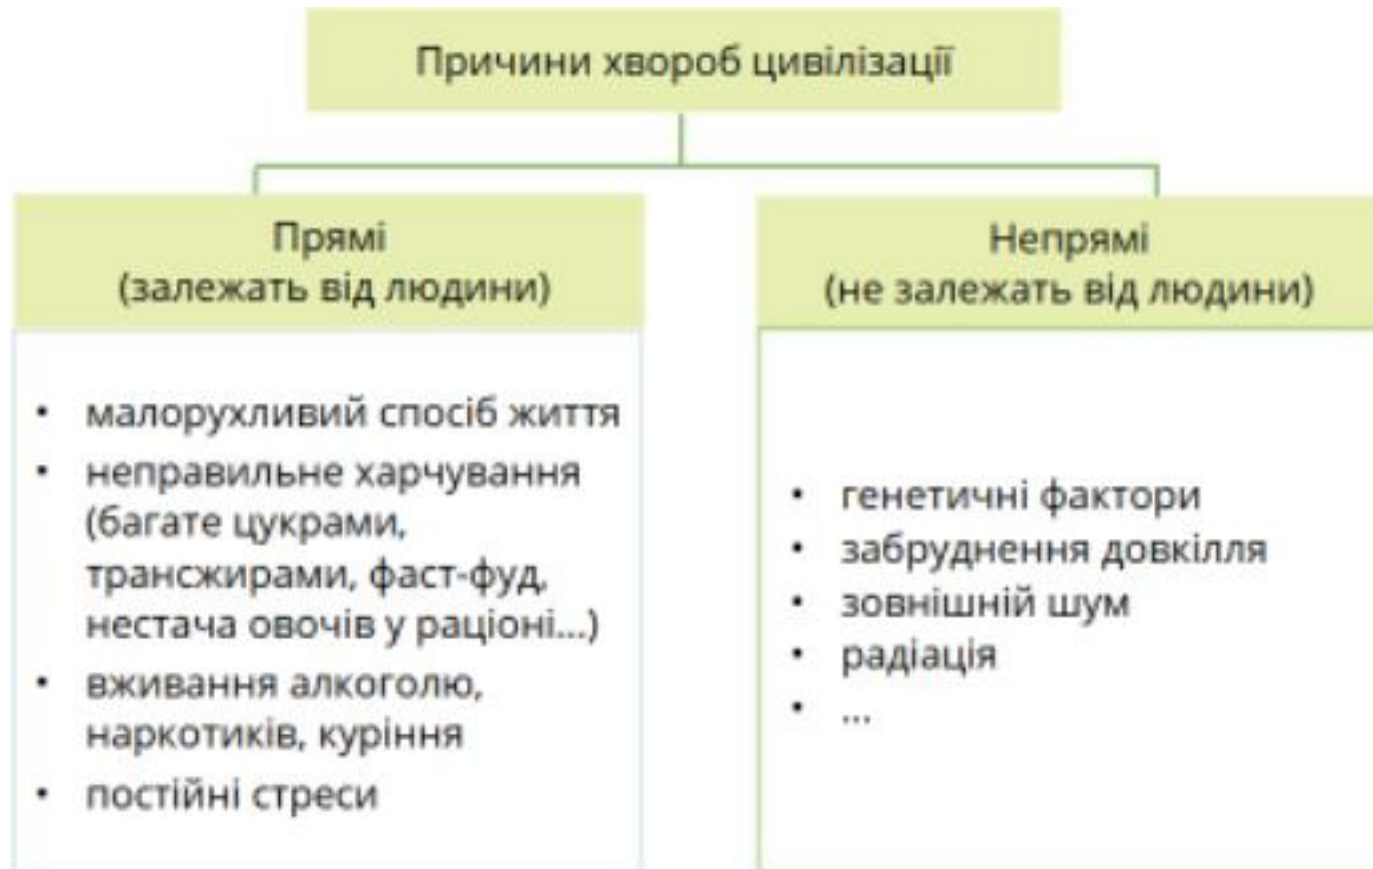 Причини хвороб цивілізації
Прямі
(залежать від людини)
• малорухливий спосіб життя
• неправильне харчування
(багате цукрами,
трансжирами, фаст-фуд,
нестача овочів у раціоні...)
• вживання алкоголю,
наркотиків, куріння
• постійні стреси
Непрямі
(не залежать від людини)
• генетичні фактори
• забруднення довкілля
• зовнішній шум
• радіація
• ...